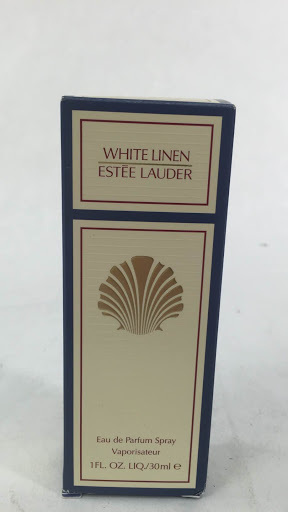 WHITE LINEN
ESTĒE LAUDER
Eau de Parfum Spray
Vaporisateur
1FL. OZ. LIQ./30ml ℮